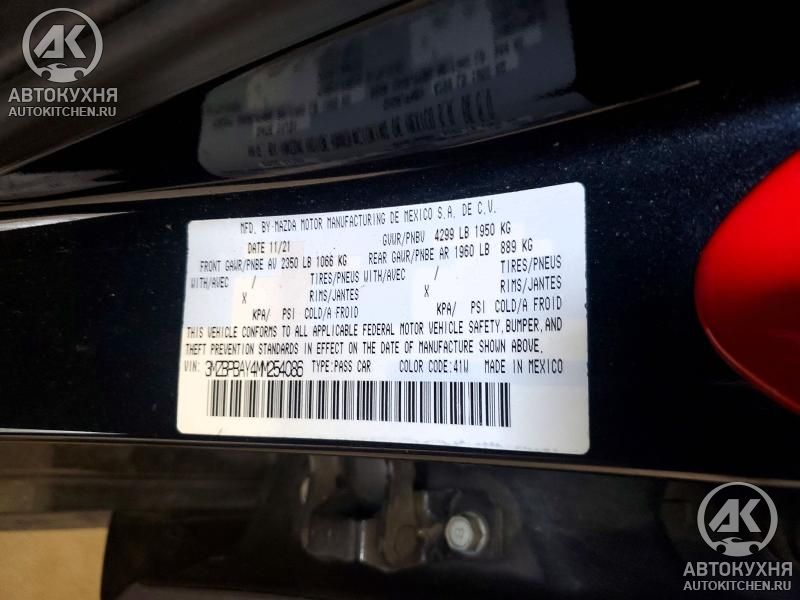 АК
АВТОКУХНЯ
AUTOKITCHEN.RU
MFD. BY-MAZDA MOTOR MANUFACTURING DE MEXICO S.A. DE C.V.
DATE 11/21 GVWR/PNBV 4299 LB 1950 KG
FRONT GAWR/PNBE AV 2350 LB 1066 KG REAR GAWR/PNBE AR 1960 LB 889 KG
WITH/AVEC / TIRES/PNEUS WITH/AVEC / TIRES/PNEUS
X RIMS/JANTES X RIMS/JANTES
KPA/ PSI COLD/A FROID KPA/ PSI COLD/A FROID
THIS VEHICLE CONFORMS TO ALL APPLICABLE FEDERAL MOTOR VEHICLE SAFETY, BUMPER, AND
THEFT PREVENTION STANDARDS IN EFFECT ON THE DATE OF MANUFACTURE SHOWN ABOVE.
VIN: 3MZBPBAY4MM254086 TYPE:PASS CAR COLOR CODE:41W MADE IN MEXICO
АК
АВТОКУХНЯ
AUTOKITCHEN.RU